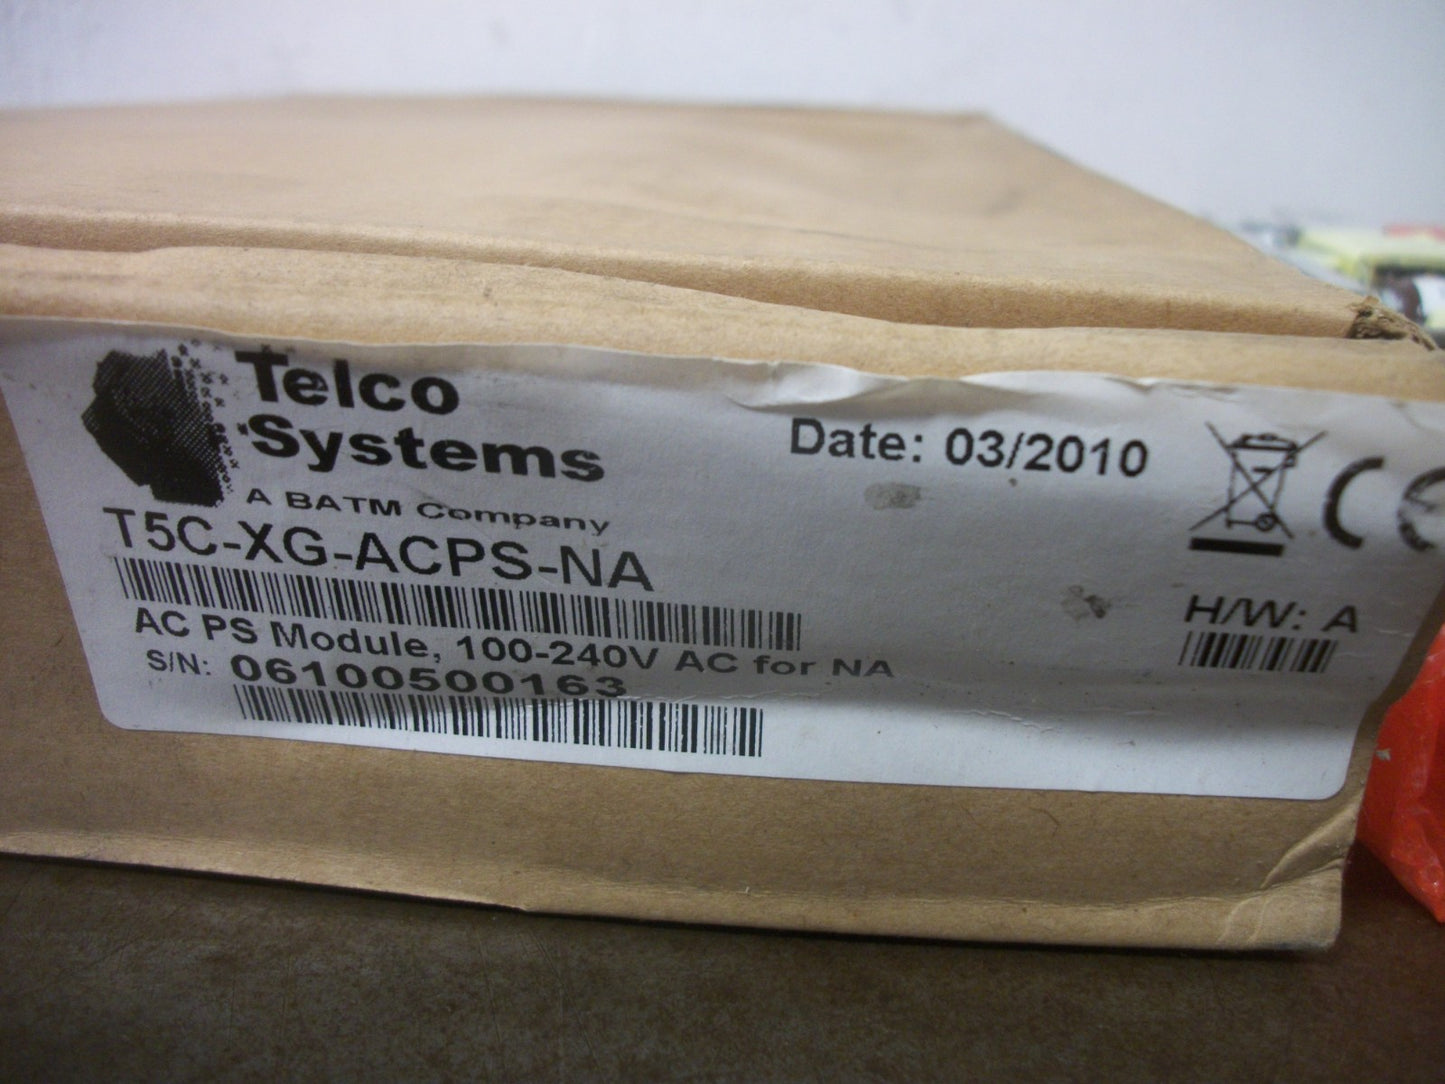 Telco
Systems
A BATM Company
Date: 03/2010
CE
T5C-XG-ACPS-NA
AC PS Module, 100-240V AC for NA
H/W: A
S/N: 06100500163